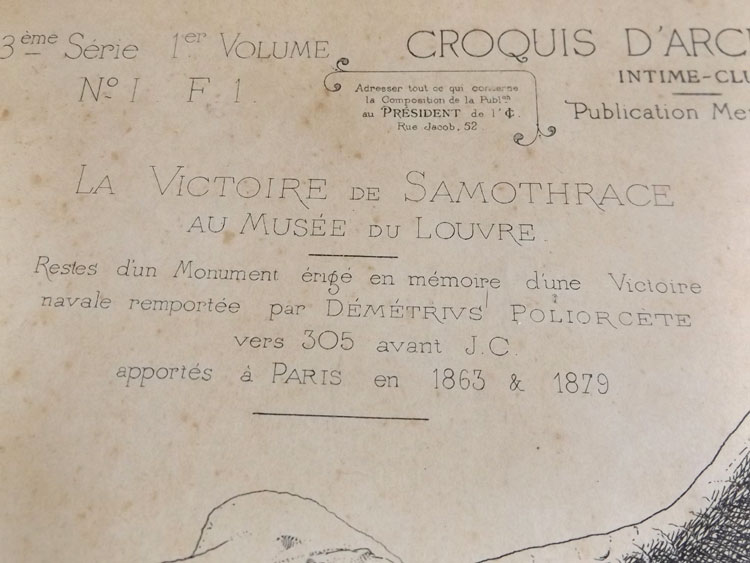 3ème Série 1er VOLUME
Nº I F 1.
CROQUIS D'ARC
INTIME-CLU
Publication Me
Adresser tout ce qui concerne
la Composition de la Publon
au PRÉSIDENT de l'₵.
Rue Jacob, 52.
LA VICTOIRE DE SAMOTHRACE
AU MUSÉE DU LOUVRE.
Restes d'un Monument érigé en mémoire d'une Victoire
navale remportée par DÉMÉTRIVS POLIORCÈTE
vers 305 avant J.C.
apportés à PARIS en 1863 & 1879